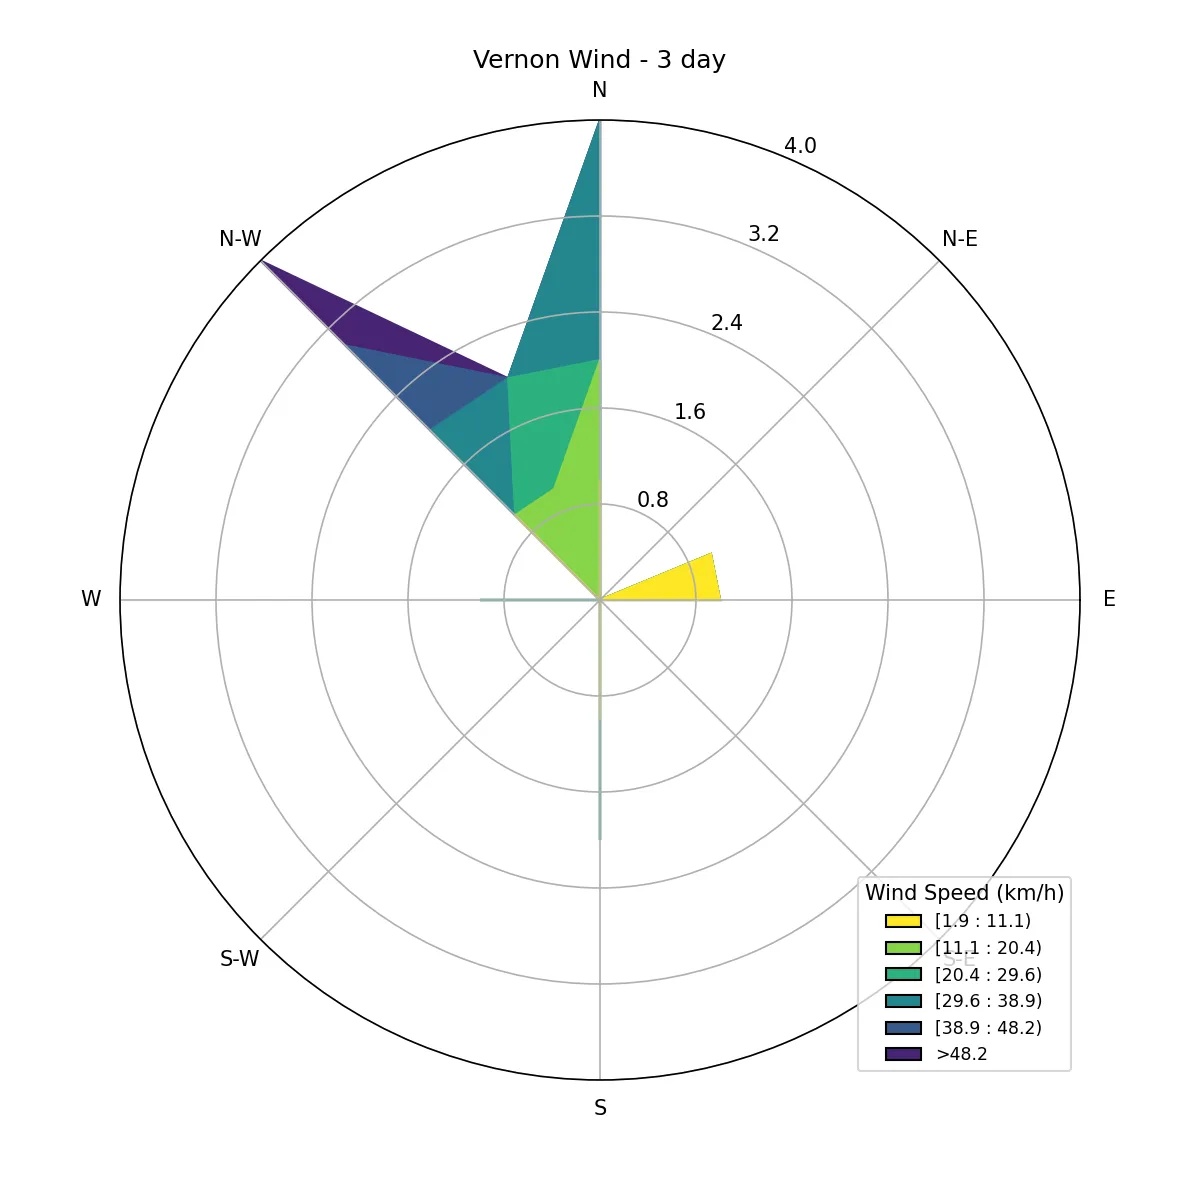 Vernon Wind - 3 day
N
4.0
N-W
N-E
3.2
2.4
1.6
0.8
W
E
S-W
S-E
Wind Speed (km/h)
[1.9 : 11.1)
[11.1 : 20.4)
[20.4 : 29.6)
[29.6 : 38.9)
[38.9 : 48.2)
>48.2
S